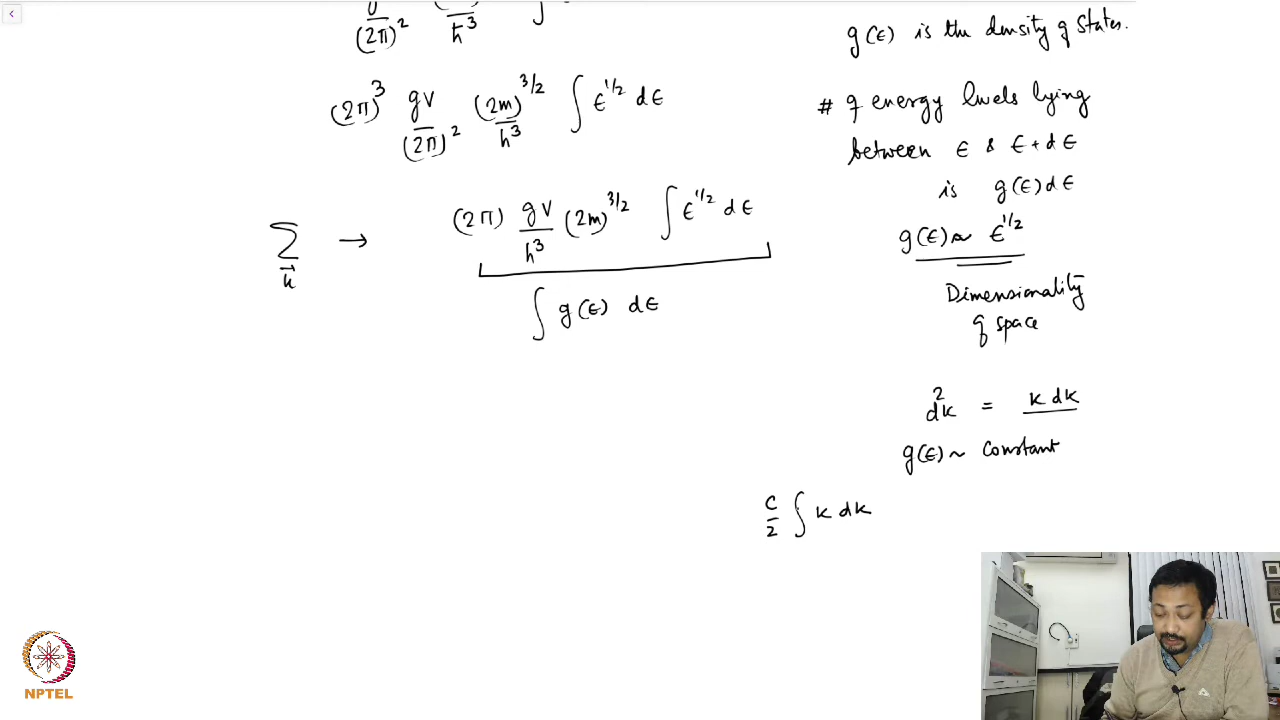 (2π)² ħ³ ∫
(2π)³ gV/(2π)² (2m)^{3/2}/h³ ∫ ε^{1/2} dε
∑_k⃗ → (2π) gV/h³ (2m)^{3/2} ∫ ε^{1/2} dε
∫ g(ε) dε
g(ε) is the density of states.
# of energy levels lying
between ε & ε+dε
is g(ε)dε
g(ε)~ ε^{1/2}
Dimensionality
of space
d²k = k dk
g(ε)~ constant
C/2 ∫ k dk
NPTEL